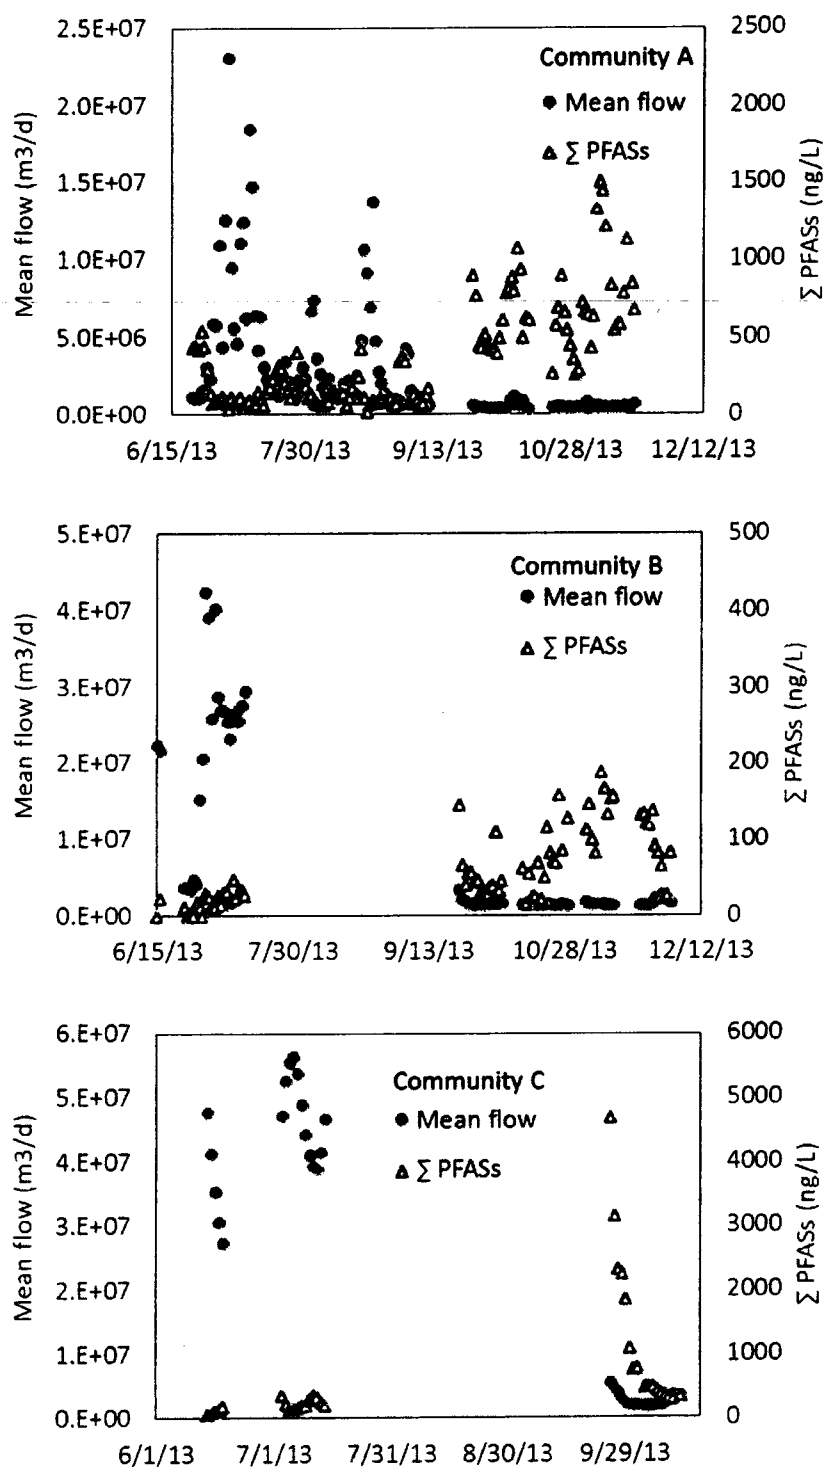 2.5E+07
2.0E+07
1.5E+07
1.0E+07
5.0E+06
0.0E+00
Mean flow (m3/d)
Community A
● Mean flow
△ ∑ PFASs
2500
2000
1500
1000
500
0
∑ PFASs (ng/L)
6/15/13 7/30/13 9/13/13 10/28/13 12/12/13
5.E+07
4.E+07
3.E+07
2.E+07
1.E+07
0.E+00
Mean flow (m3/d)
Community B
● Mean flow
△ ∑ PFASs
500
400
300
200
100
0
∑ PFASs (ng/L)
6/15/13 7/30/13 9/13/13 10/28/13 12/12/13
6.E+07
5.E+07
4.E+07
3.E+07
2.E+07
1.E+07
0.E+00
Mean flow (m3/d)
Community C
● Mean flow
△ ∑ PFASs
6000
5000
4000
3000
2000
1000
0
∑ PFASs (ng/L)
6/1/13 7/1/13 7/31/13 8/30/13 9/29/13